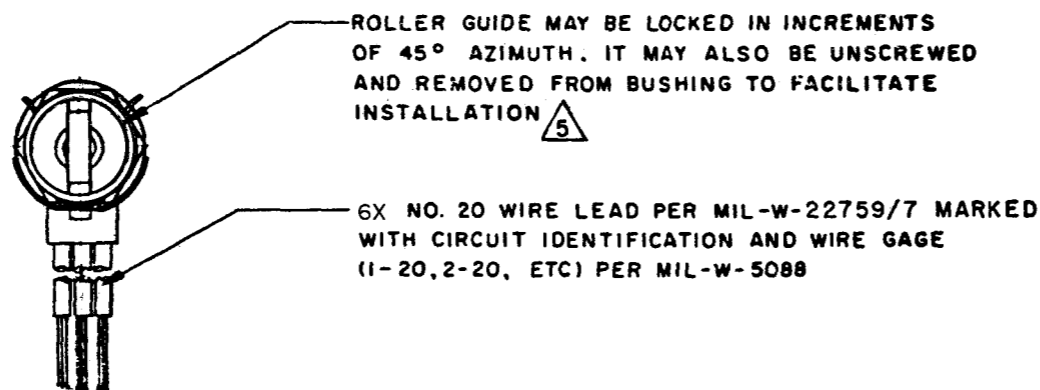 ROLLER GUIDE MAY BE LOCKED IN INCREMENTS
OF 45° AZIMUTH. IT MAY ALSO BE UNSCREWED
AND REMOVED FROM BUSHING TO FACILITATE
INSTALLATION 5
6X NO. 20 WIRE LEAD PER MIL-W-22759/7 MARKED
WITH CIRCUIT IDENTIFICATION AND WIRE GAGE
(1-20,2-20, ETC) PER MIL-W-5088